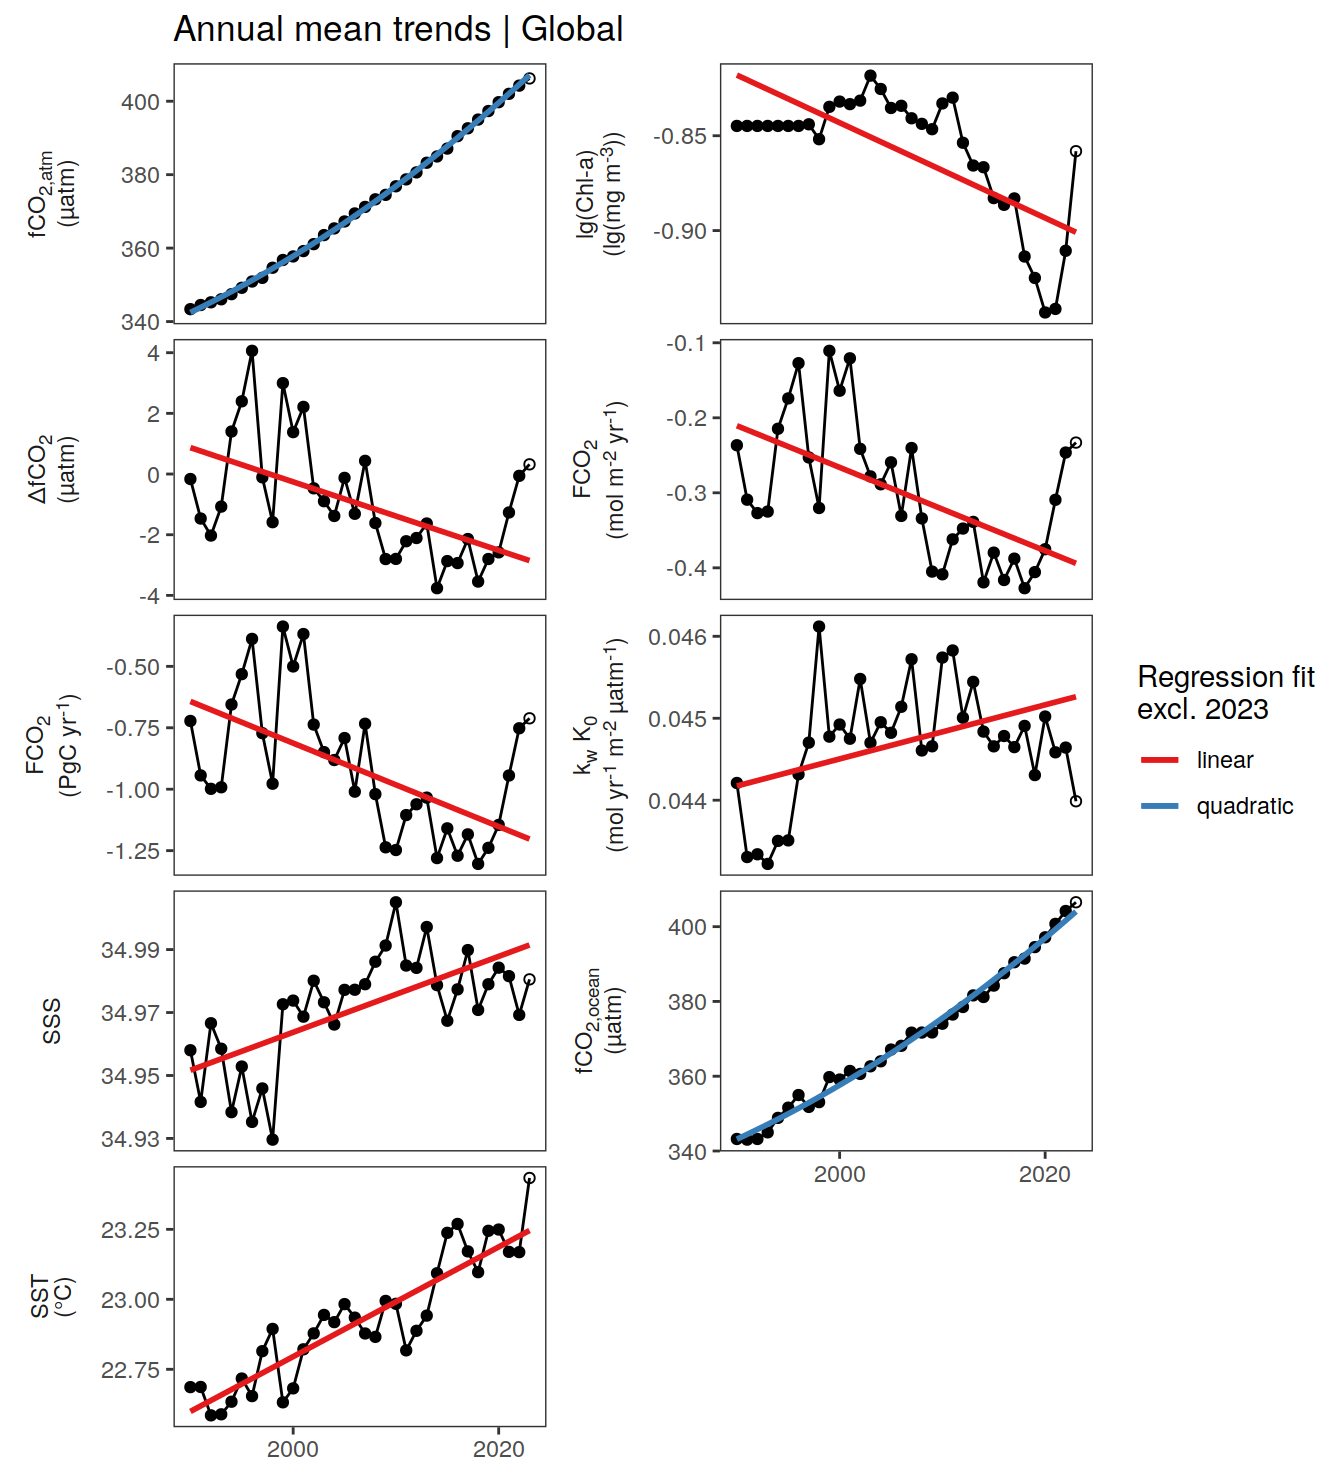 Annual mean trends | Global
fCO2,atm
(µatm)
400
380
360
340
lg(Chl-a)
(lg(mg m-3))
-0.85
-0.90
ΔfCO2
(µatm)
4
2
0
-2
-4
FCO2
(mol m-2 yr-1)
-0.1
-0.2
-0.3
-0.4
FCO2
(PgC yr-1)
-0.50
-0.75
-1.00
-1.25
kw K0
(mol yr-1 m-2 µatm-1)
0.046
0.045
0.044
SSS
34.99
34.97
34.95
34.93
fCO2,ocean
(µatm)
400
380
360
340
2000 2020
SST
(°C)
23.25
23.00
22.75
2000 2020
Regression fit
excl. 2023
linear
quadratic